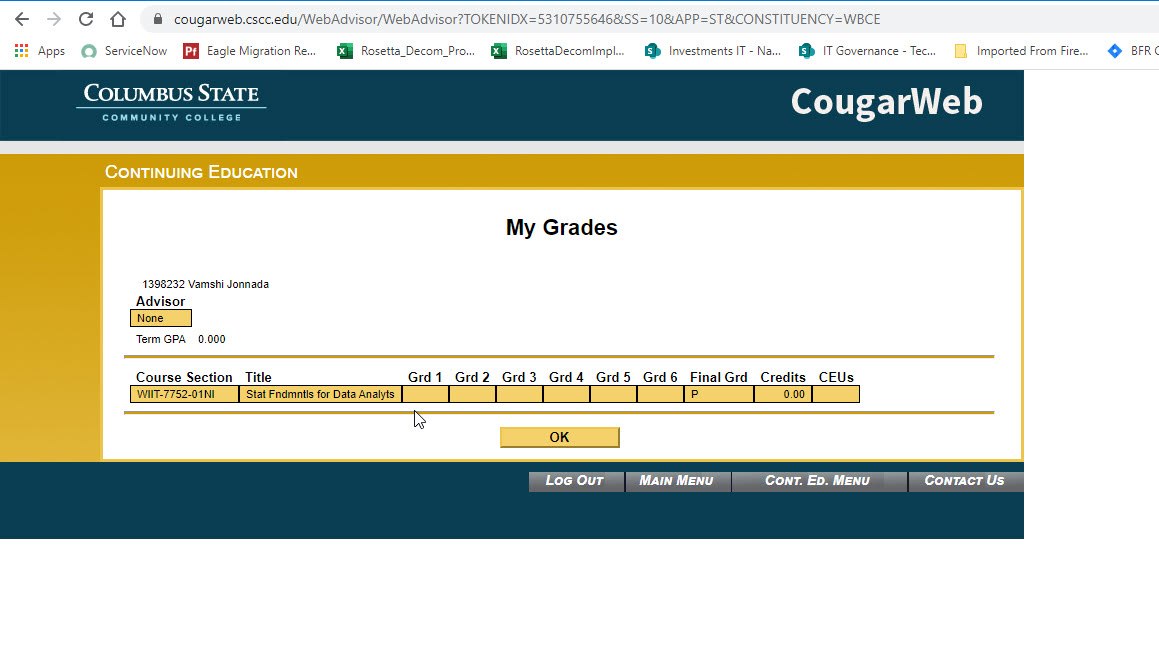 cougarweb.cscc.edu/WebAdvisor/WebAdvisor?TOKENIDX=5310755646&SS=10&APP=ST&CONSTITUENCY=WBCE
Apps ServiceNow Pf Eagle Migration Re... Rosetta_Decom_Pro... RosettaDecomImpl... Investments IT - Na... IT Governance - Tec... Imported From Fire... BFR
COLUMBUS STATE
COMMUNITY COLLEGE
CougarWeb
CONTINUING EDUCATION
My Grades
1398232 Vamshi Jonnada
Advisor
None
Term GPA 0.000
Course Section Title Grd 1 Grd 2 Grd 3 Grd 4 Grd 5 Grd 6 Final Grd Credits CEUs
WIIT-7752-01NI Stat Fndmntls for Data Analyts P 0.00
OK
LOG OUT MAIN MENU CONT. ED. MENU CONTACT US